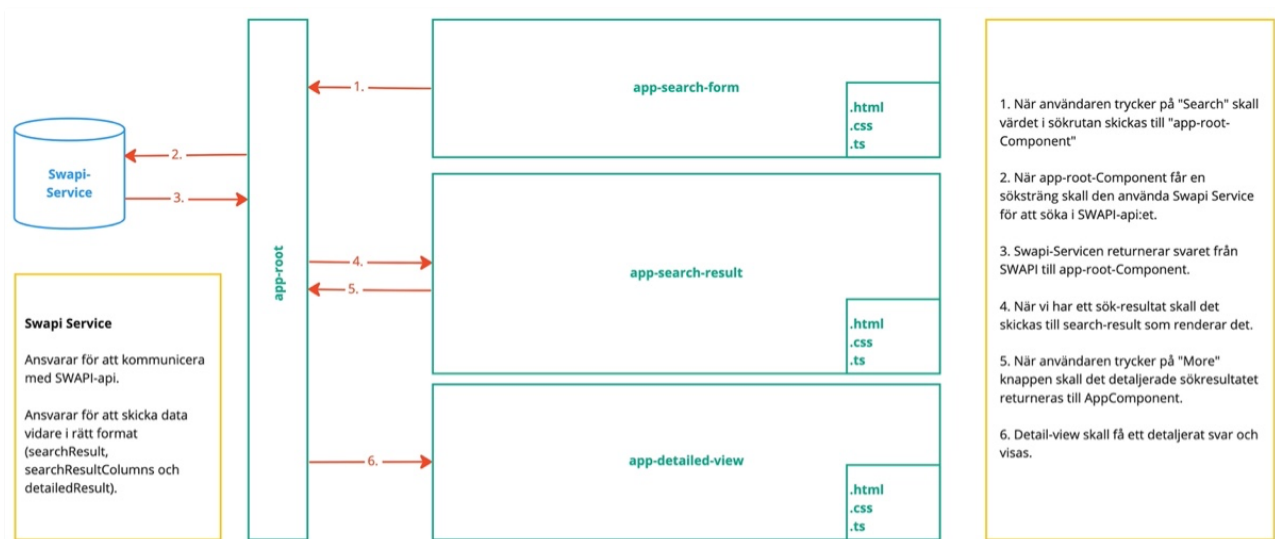 Swapi-
Service
Swapi Service
Ansvarar för att kommunicera
med SWAPI-api.
Ansvarar för att skicka data
vidare i rätt format
(searchResult,
searchResultColumns och
detailedResult).
2.
3.
app-root
1.
4.
5.
6.
app-search-form
.html
.css
.ts
app-search-result
.html
.css
.ts
app-detailed-view
.html
.css
.ts
1. När användaren trycker på "Search" skall
värdet i sökrutan skickas till "app-root-
Component"
2. När app-root-Component får en
söksträng skall den använda Swapi Service
för att söka i SWAPI-api:et.
3. Swapi-Servicen returnerar svaret från
SWAPI till app-root-Component.
4. När vi har ett sök-resultat skall det
skickas till search-result som renderar det.
5. När användaren trycker på "More"
knappen skall det detaljerade sökresultatet
returneras till AppComponent.
6. Detail-view skall få ett detaljerat svar och
visas.